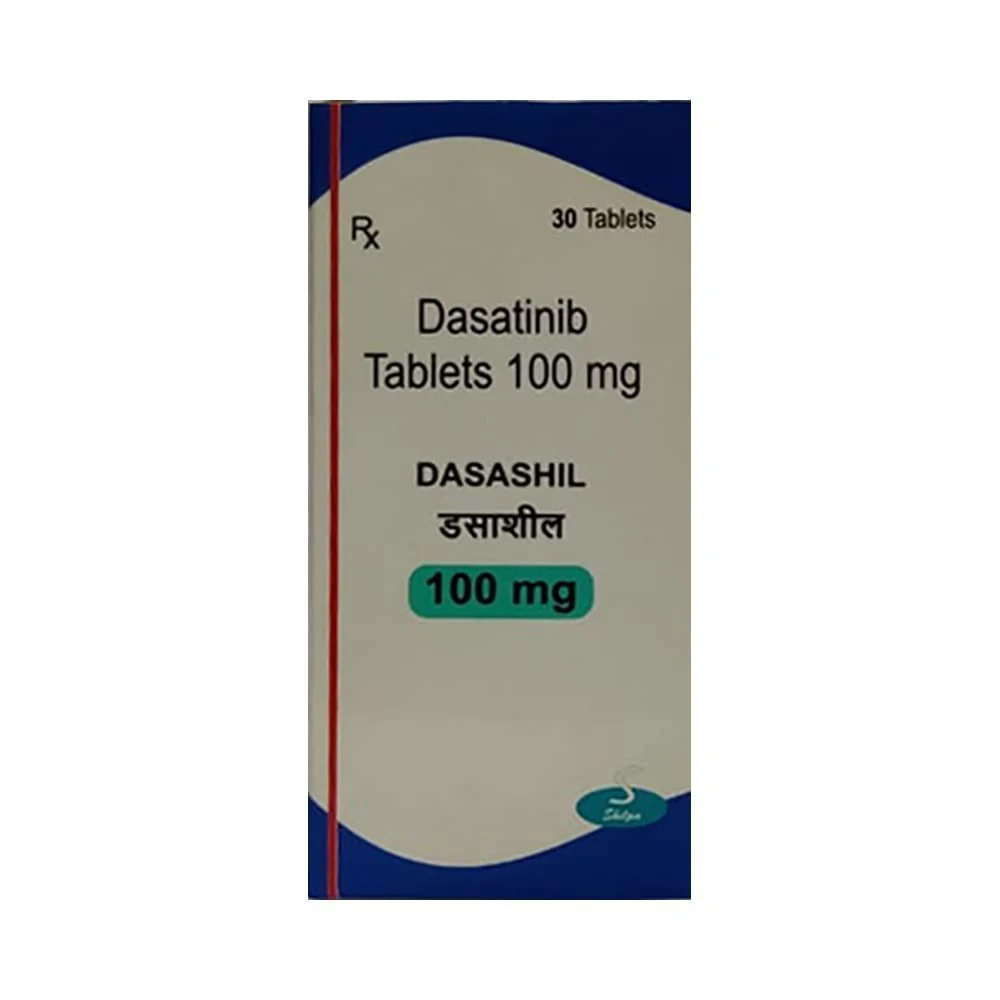 Rx
30 Tablets
Dasatinib
Tablets 100 mg
DASASHIL
डसाशील
100 mg
Shilpa